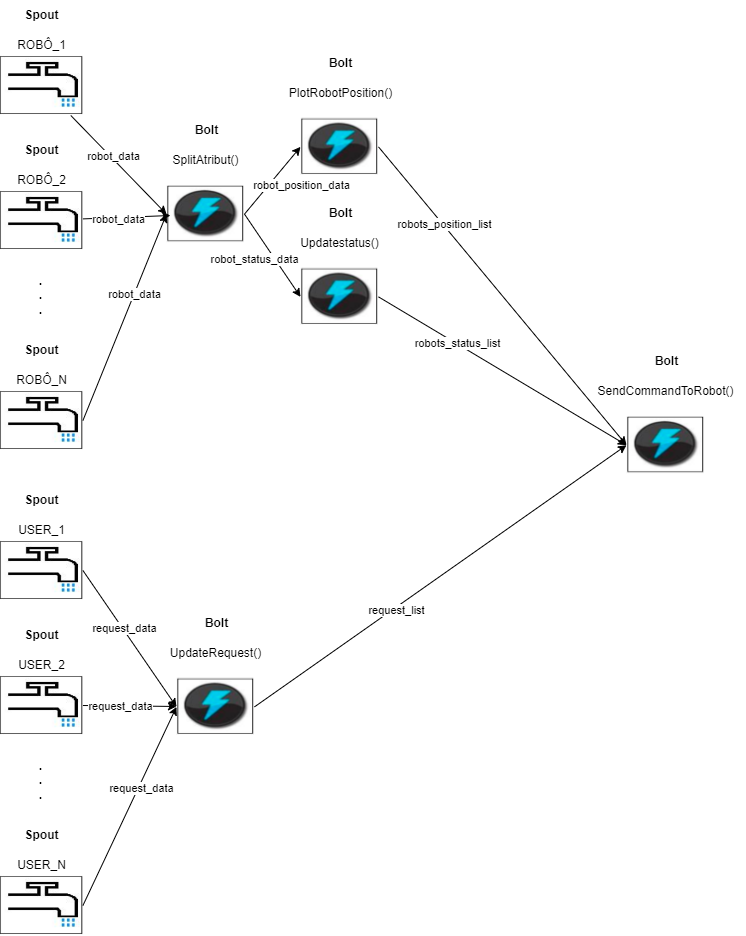 Spout
ROBÔ_1
robot_data
Spout
ROBÔ_2
robot_data
.
.
.
Spout
ROBÔ_N
robot_data
Bolt
SplitAtribut()
robot_position_data
robot_status_data
Bolt
PlotRobotPosition()
robots_position_list
Bolt
Updatestatus()
robots_status_list
Bolt
SendCommandToRobot()
Spout
USER_1
request_data
Spout
USER_2
request_data
.
.
.
Spout
USER_N
request_data
Bolt
UpdateRequest()
request_list